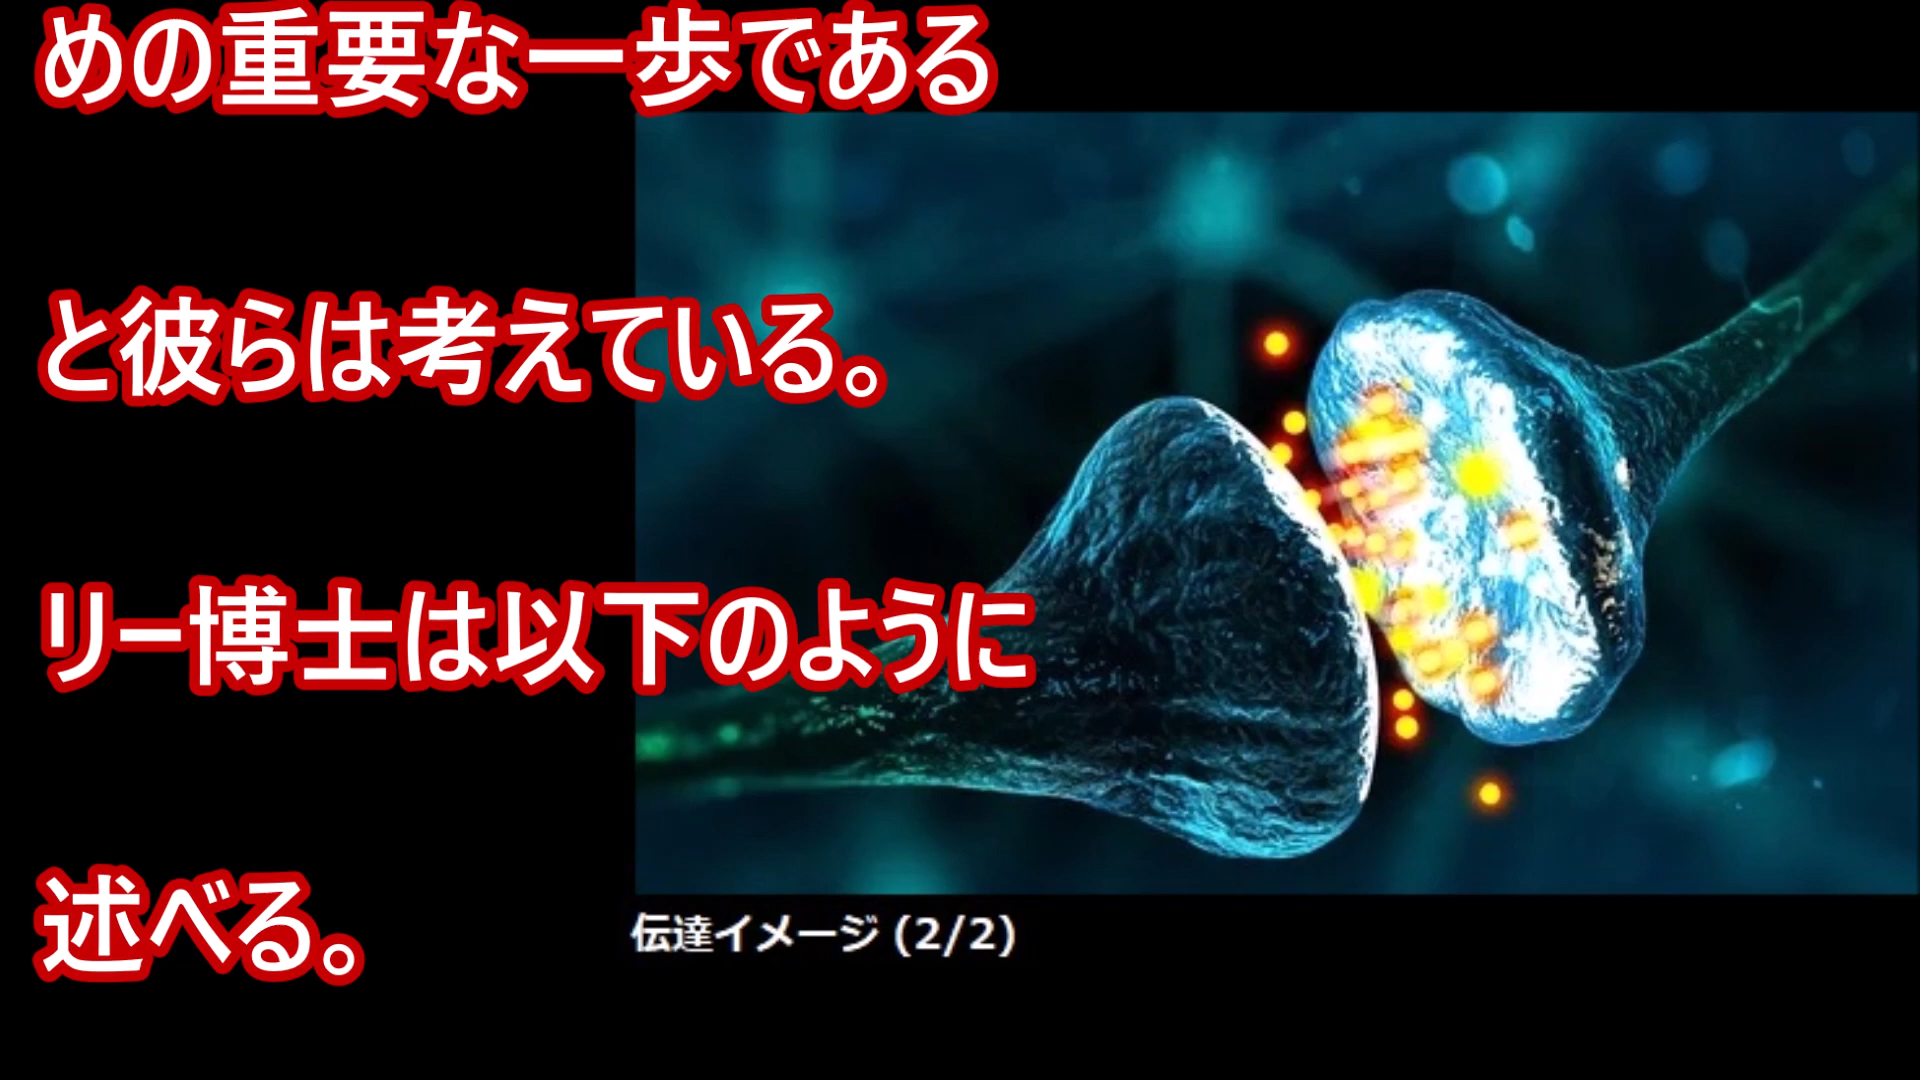 めの重要な一歩である
と彼らは考えている。
リー博士は以下のように
述べる。
伝達イメージ (2/2)